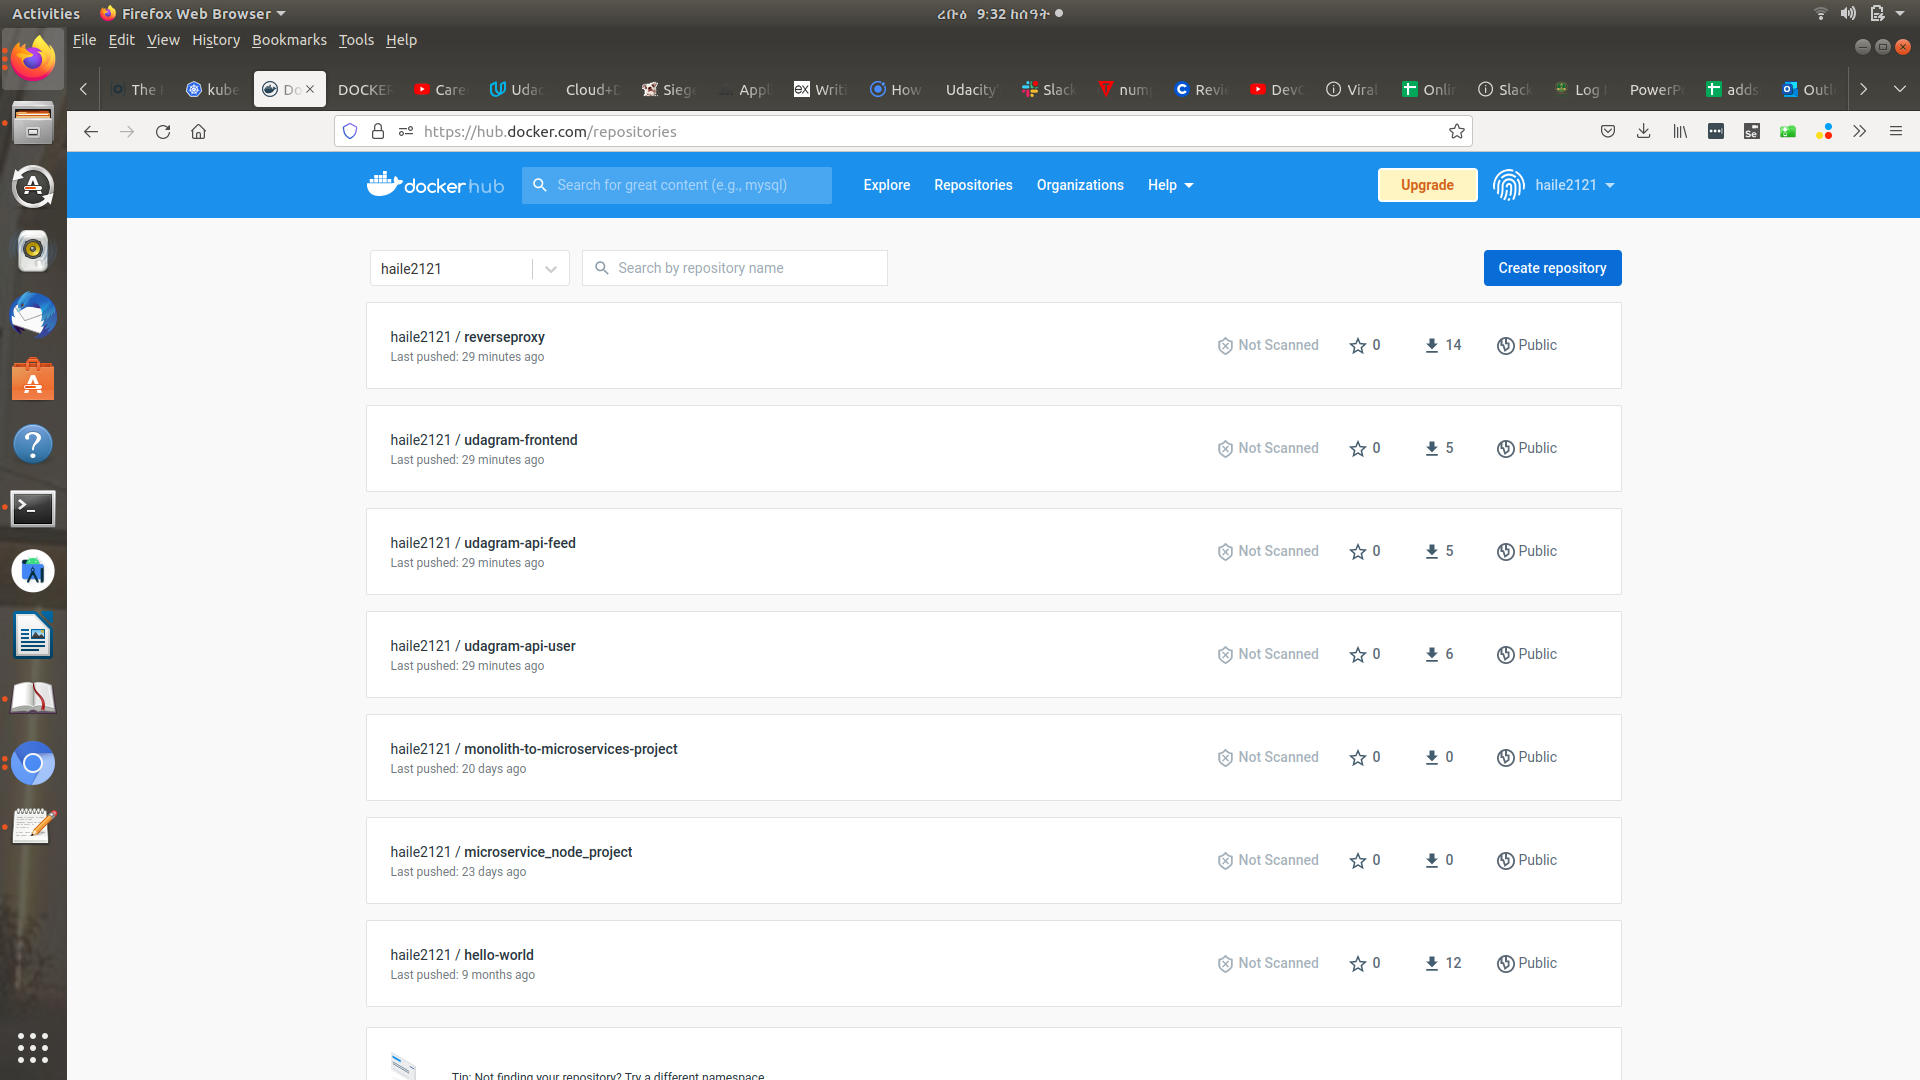 Activities Firefox Web Browser ረቡዕ 9:32 ከሰዓት
File Edit View History Bookmarks Tools Help
The kube Do DOCKER Care Udac Cloud+D Siege Appl Writi How Udacity Slack num Revi DevO Viral Onlin Slack Log PowerP adds Outl
https://hub.docker.com/repositories
docker hub Search for great content (e.g., mysql) Explore Repositories Organizations Help Upgrade haile2121
haile2121 Search by repository name Create repository
haile2121 / reverseproxy
Last pushed: 29 minutes ago
Not Scanned 0 14 Public
haile2121 / udagram-frontend
Last pushed: 29 minutes ago
Not Scanned 0 5 Public
haile2121 / udagram-api-feed
Last pushed: 29 minutes ago
Not Scanned 0 5 Public
haile2121 / udagram-api-user
Last pushed: 29 minutes ago
Not Scanned 0 6 Public
haile2121 / monolith-to-microservices-project
Last pushed: 20 days ago
Not Scanned 0 0 Public
haile2121 / microservice_node_project
Last pushed: 23 days ago
Not Scanned 0 0 Public
haile2121 / hello-world
Last pushed: 9 months ago
Not Scanned 0 12 Public
Tip: Not finding your repository? Try a different namespace.